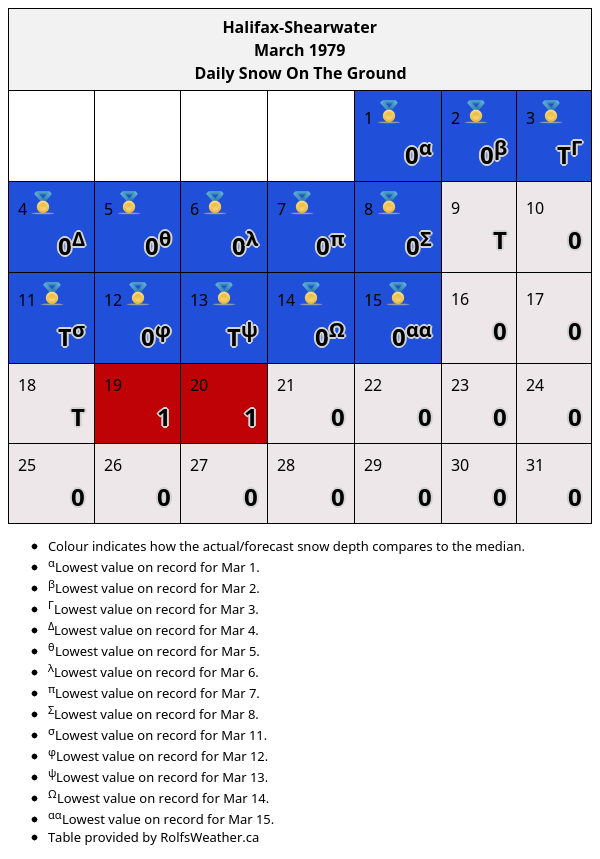 Halifax-Shearwater
March 1979
Daily Snow On The Ground
1 2 3
0α 0β TΓ
4 5 6 7 8 9 10
0Δ 0θ 0λ 0π 0Σ T 0
11 12 13 14 15 16 17
Tσ 0φ Tψ 0Ω 0αα 0 0
18 19 20 21 22 23 24
T 1 1 0 0 0 0
25 26 27 28 29 30 31
0 0 0 0 0 0 0
• Colour indicates how the actual/forecast snow depth compares to the median.
• αLowest value on record for Mar 1.
• βLowest value on record for Mar 2.
• ΓLowest value on record for Mar 3.
• ΔLowest value on record for Mar 4.
• θLowest value on record for Mar 5.
• λLowest value on record for Mar 6.
• πLowest value on record for Mar 7.
• ΣLowest value on record for Mar 8.
• σLowest value on record for Mar 11.
• φLowest value on record for Mar 12.
• ψLowest value on record for Mar 13.
• ΩLowest value on record for Mar 14.
• ααLowest value on record for Mar 15.
• Table provided by RolfsWeather.ca